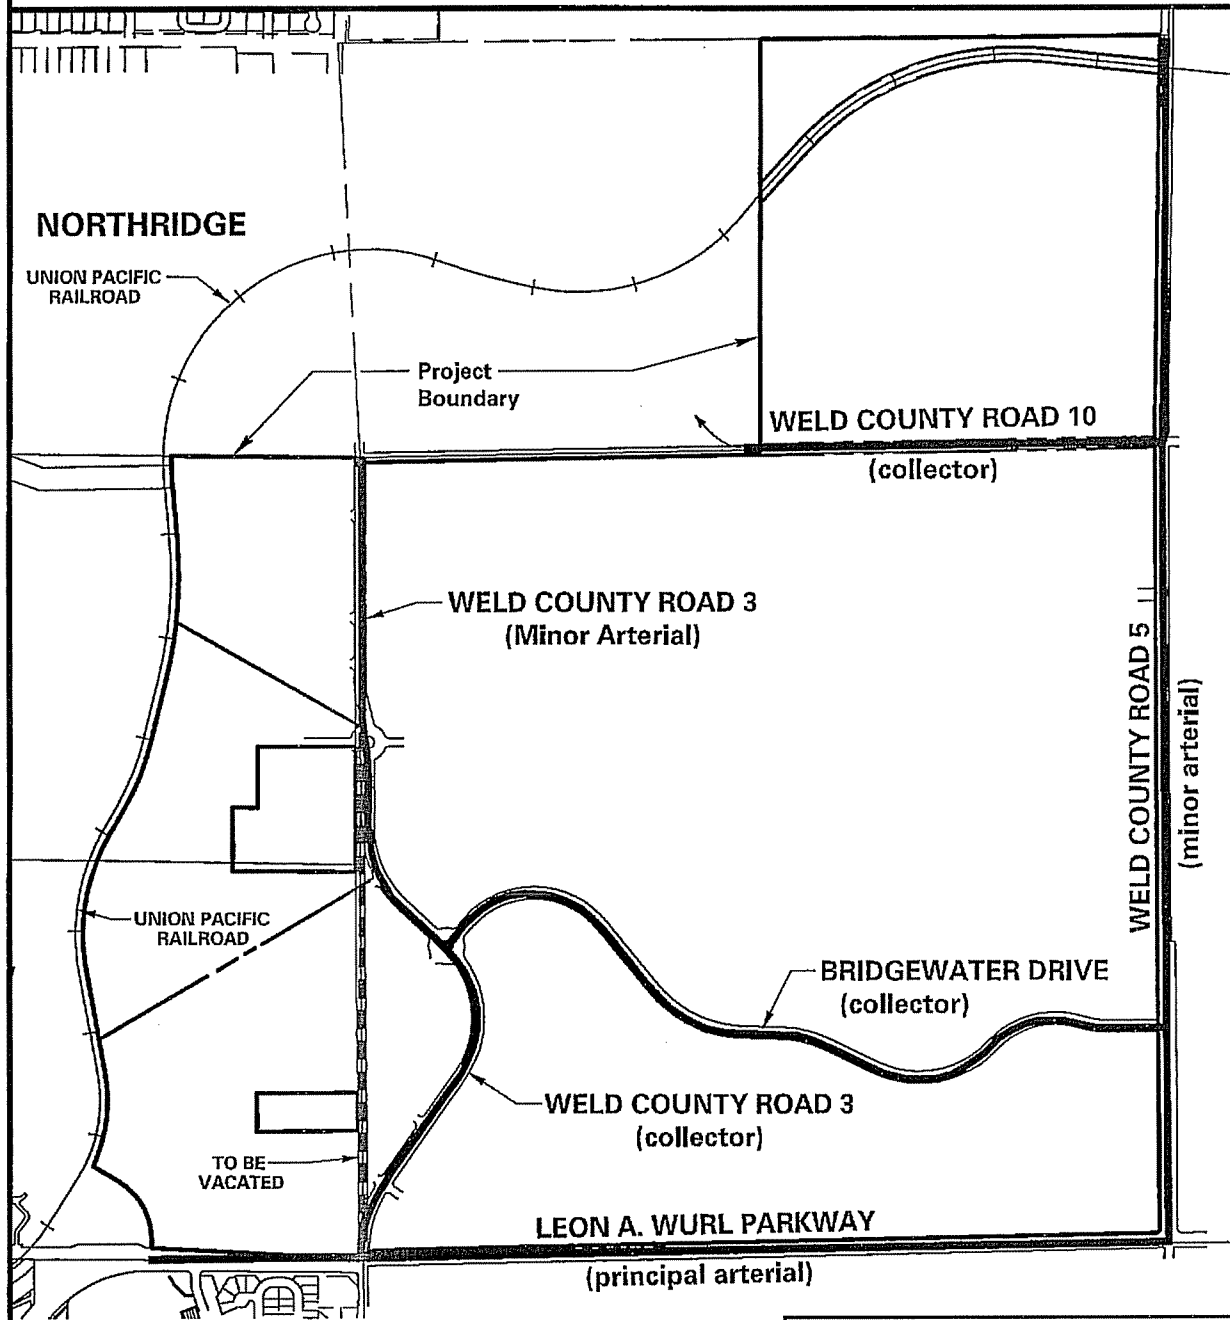 NORTHRIDGE
UNION PACIFIC
RAILROAD
Project
Boundary
WELD COUNTY ROAD 10
(collector)
WELD COUNTY ROAD 3
(Minor Arterial)
WELD COUNTY ROAD 5
(minor arterial)
UNION PACIFIC
RAILROAD
BRIDGEWATER DRIVE
(collector)
WELD COUNTY ROAD 3
(collector)
TO BE
VACATED
LEON A. WURL PARKWAY
(principal arterial)